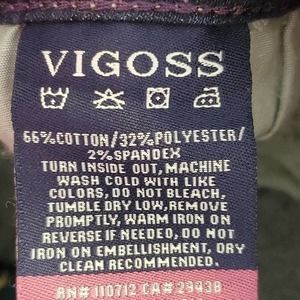 VIGOSS
66%COTTON/32%POLYESTER/
2%SPANDEX
TURN INSIDE OUT, MACHINE
WASH COLD WITH LIKE
COLORS, DO NOT BLEACH,
TUMBLE DRY LOW,REMOVE
PROMPTLY, WARM IRON ON
REVERSE IF NEEDED, DO NOT
IRON ON EMBELLISHMENT, DRY
CLEAN RECOMMENDED.
RN# 110712 CA# 29438